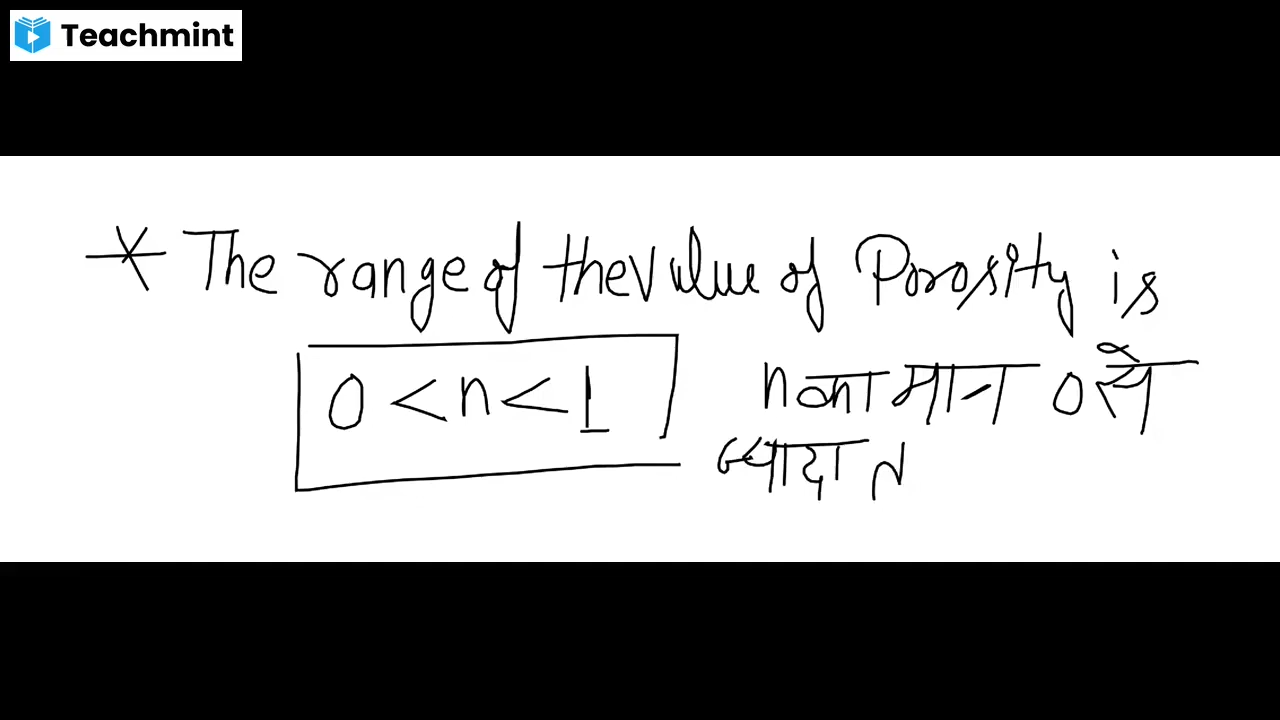 Teachmint
* The range of the Value of Porosity is
0 < n < 1
n का मान 0 से
ज्यादा